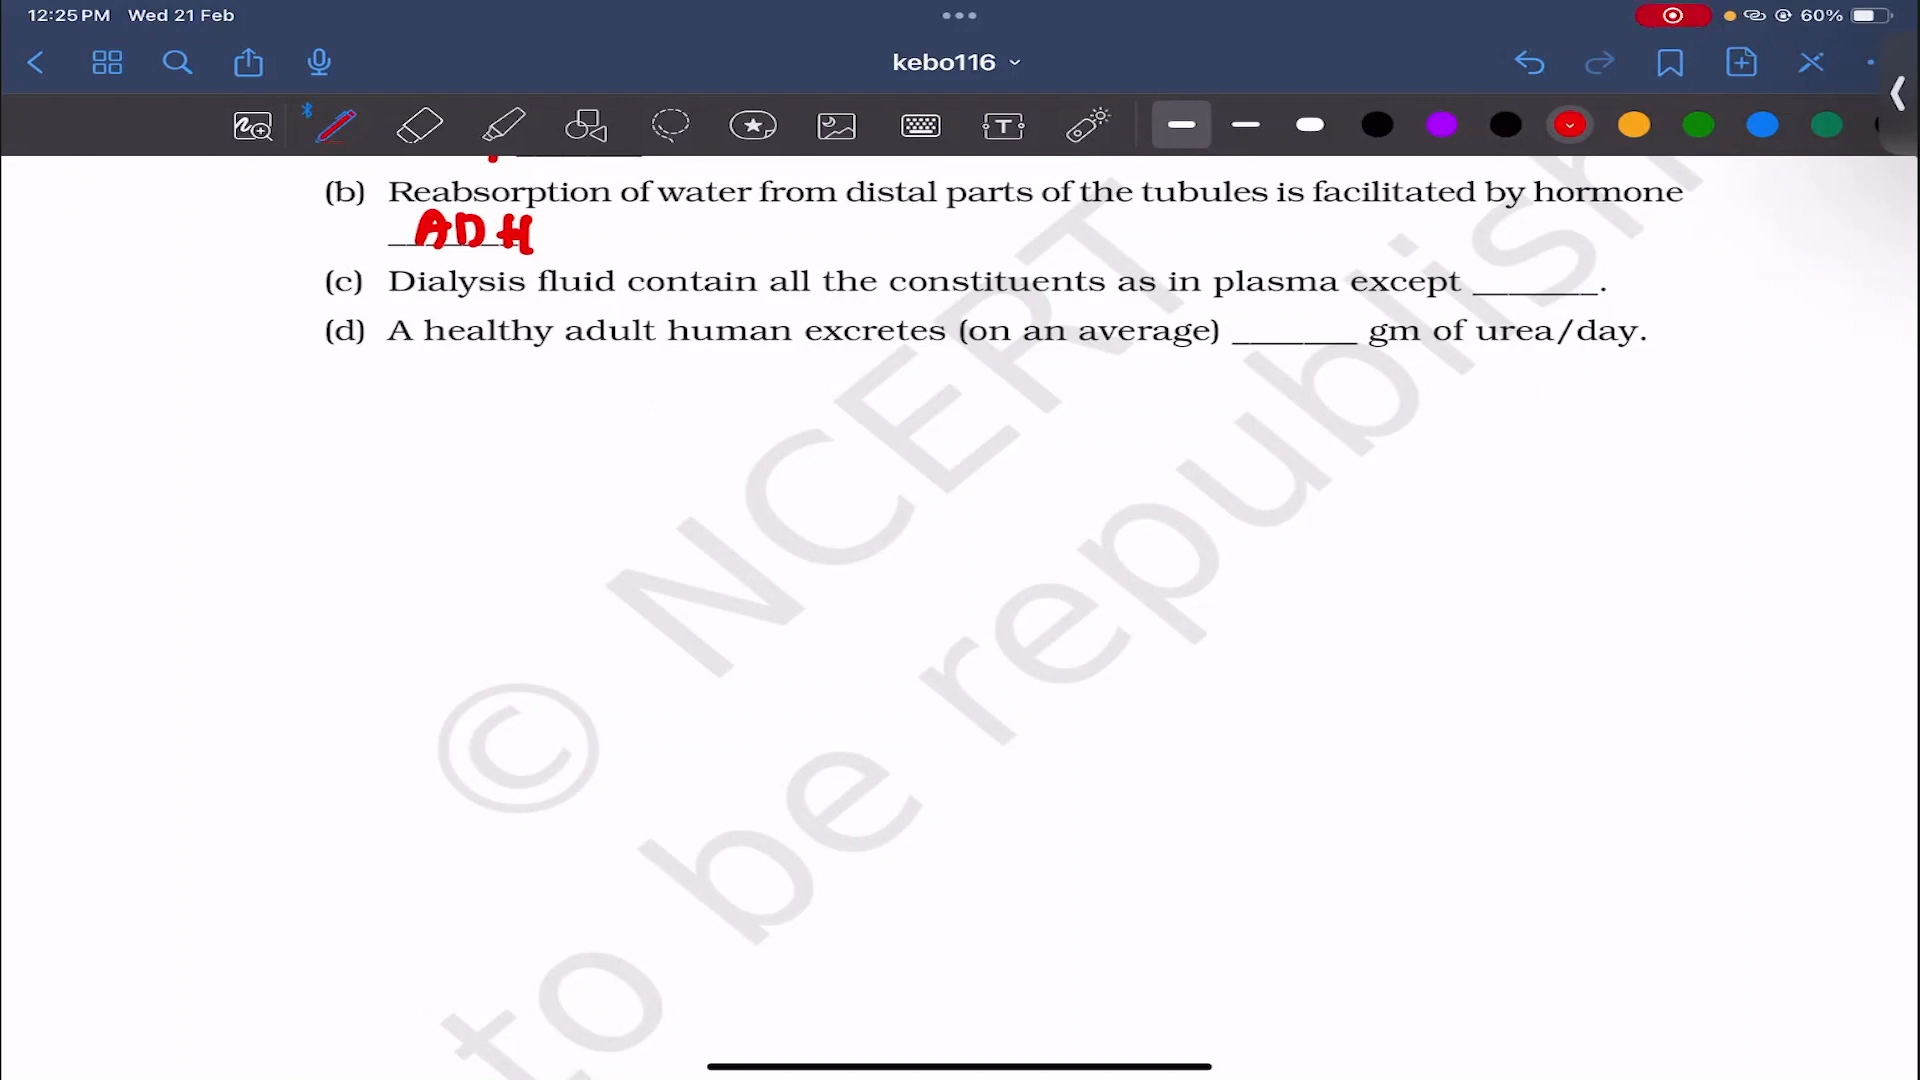 12:25 PM Wed 21 Feb
60%
kebo116
(b) Reabsorption of water from distal parts of the tubules is facilitated by hormone
ADH
(c) Dialysis fluid contain all the constituents as in plasma except _______.
(d) A healthy adult human excretes (on an average) _______ gm of urea/day.
© NCERT
to be republish